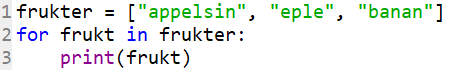 1 frukter = ["appelsin", "eple", "banan"]
2 for frukt in frukter:
3     print(frukt)